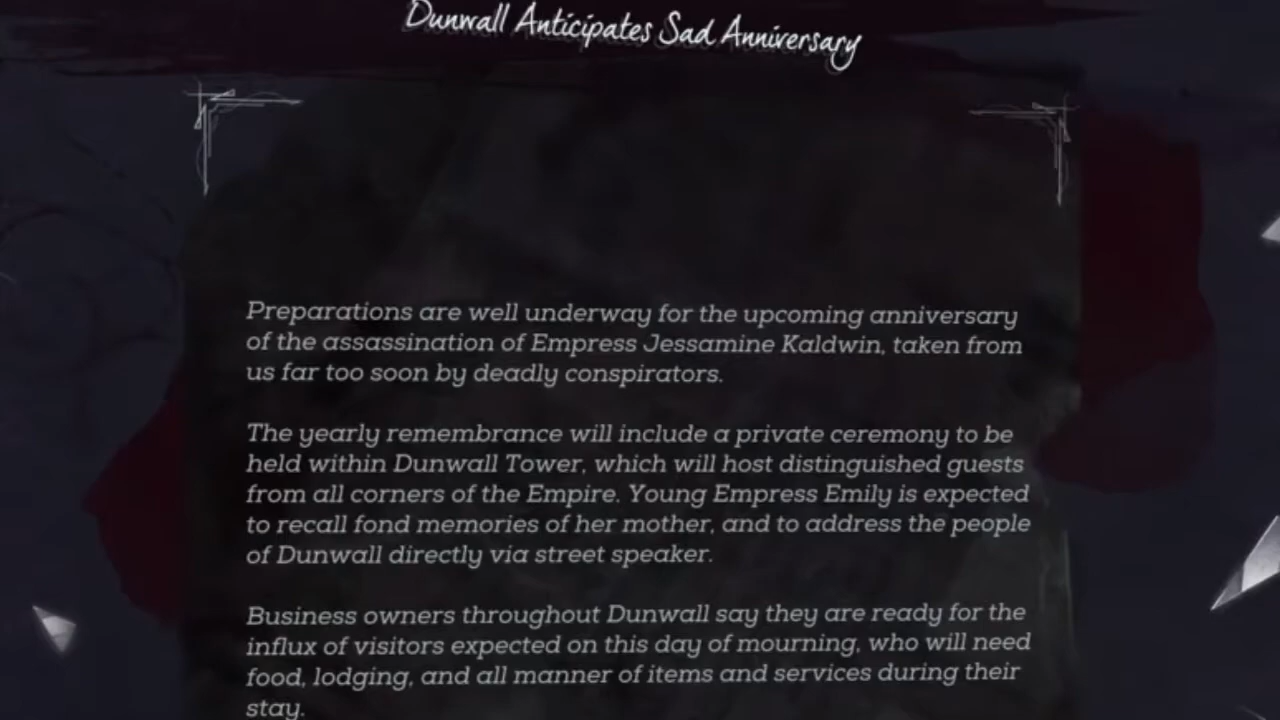 Dunwall Anticipates Sad Anniversary
Preparations are well underway for the upcoming anniversary
of the assassination of Empress Jessamine Kaldwin, taken from
us far too soon by deadly conspirators.
The yearly remembrance will include a private ceremony to be
held within Dunwall Tower, which will host distinguished guests
from all corners of the Empire. Young Empress Emily is expected
to recall fond memories of her mother, and to address the people
of Dunwall directly via street speaker.
Business owners throughout Dunwall say they are ready for the
influx of visitors expected on this day of mourning, who will need
food, lodging, and all manner of items and services during their
stay.